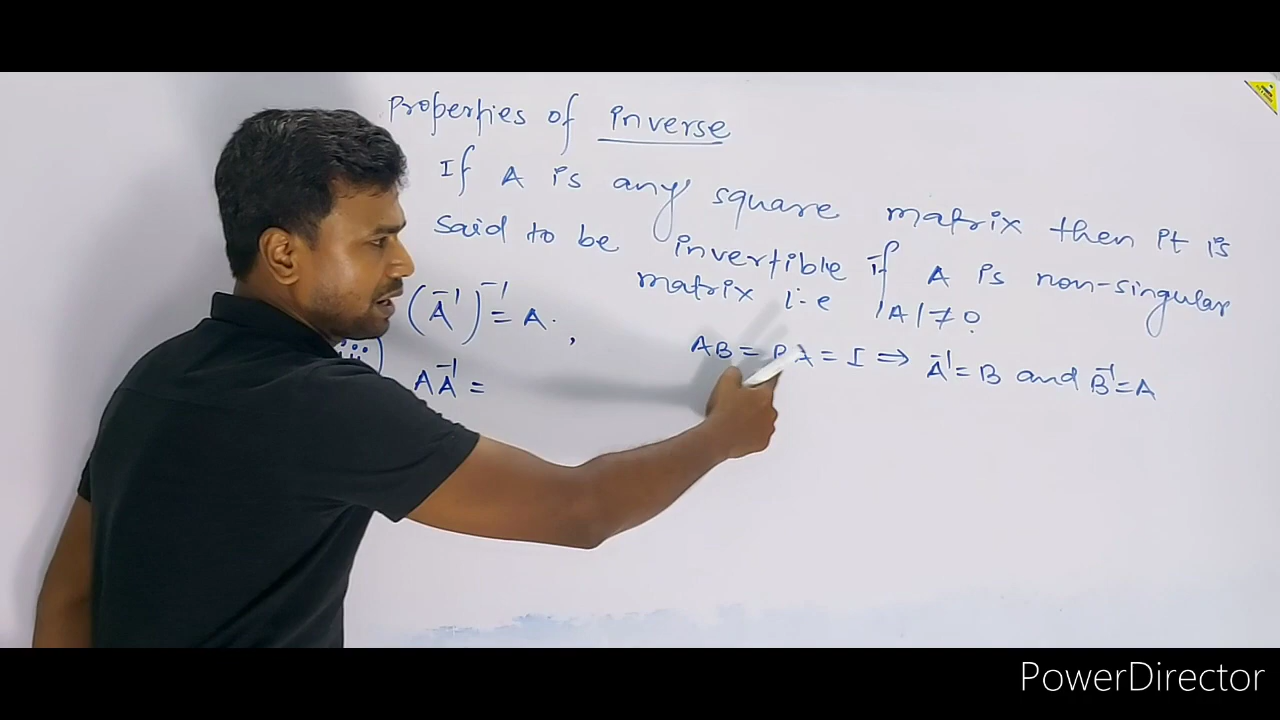 Properties of inverse
If A is any square matrix then it is
said to be invertible if A is non-singular
matrix i.e |A| ≠ 0
(A⁻¹)⁻¹ = A. ,
AB = BA = I ⇒ A⁻¹ = B and B⁻¹ = A
AA⁻¹ =
PowerDirector